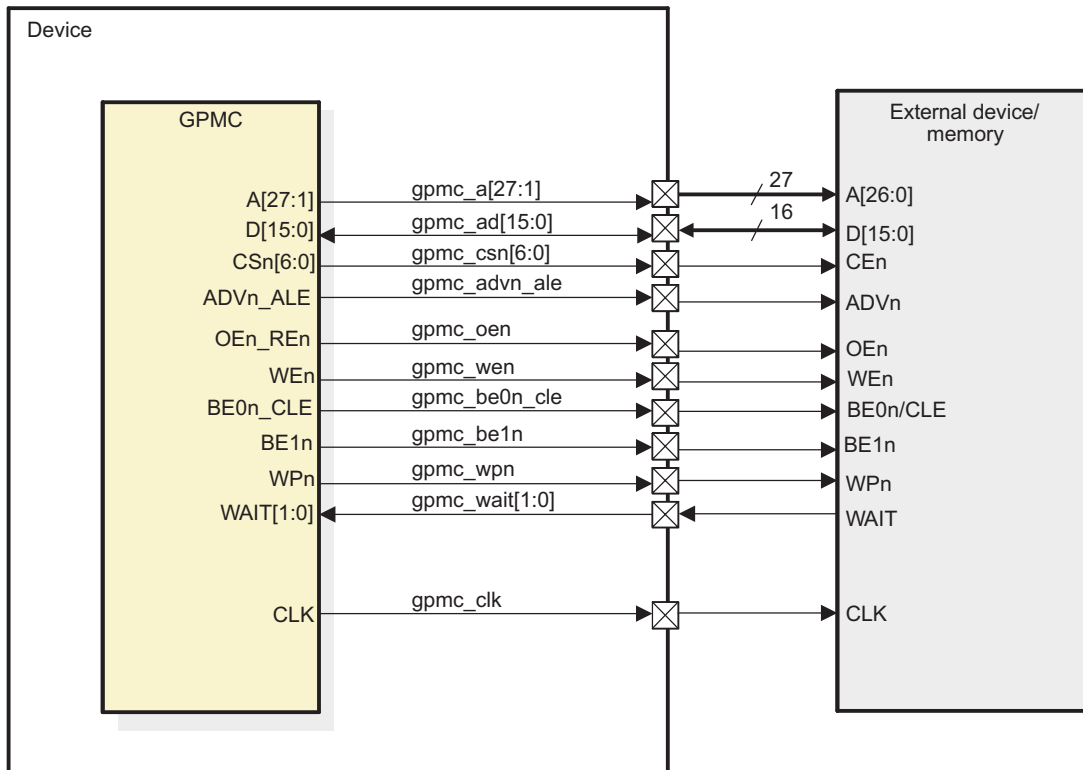 Device
GPMC
External device/
memory
A[27:1] gpmc_a[27:1] 27 A[26:0]
D[15:0] gpmc_ad[15:0] 16 D[15:0]
CSn[6:0] gpmc_csn[6:0] CEn
ADVn_ALE gpmc_advn_ale ADVn
OEn_REn gpmc_oen OEn
WEn gpmc_wen WEn
BE0n_CLE gpmc_be0n_cle BE0n/CLE
BE1n gpmc_be1n BE1n
WPn gpmc_wpn WPn
WAIT[1:0] gpmc_wait[1:0] WAIT
CLK gpmc_clk CLK